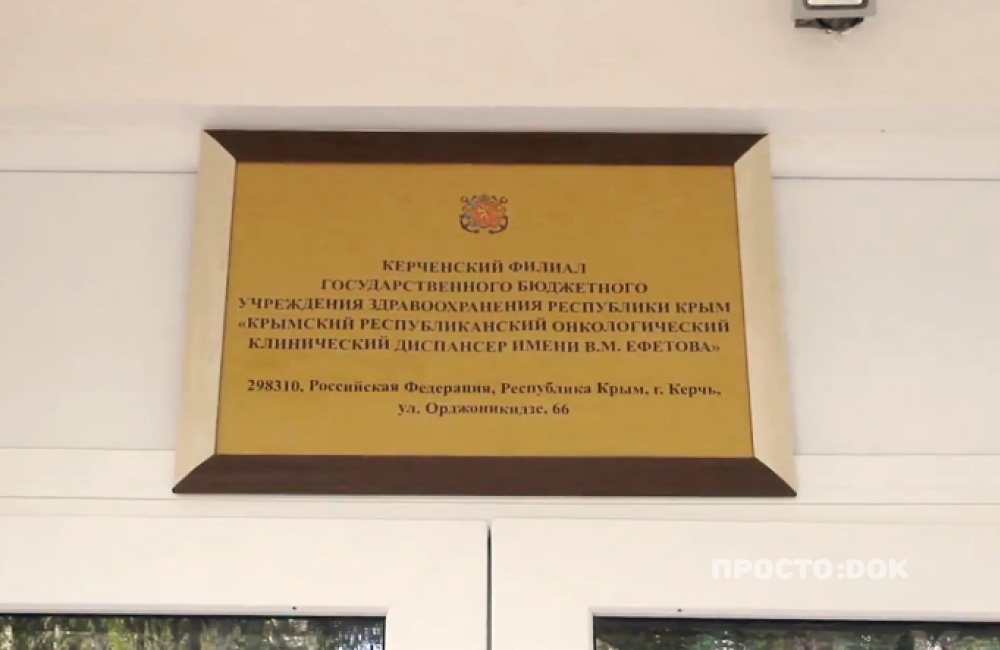 КЕРЧЕНСКИЙ ФИЛИАЛ
ГОСУДАРСТВЕННОГО БЮДЖЕТНОГО
УЧРЕЖДЕНИЯ ЗДРАВООХРАНЕНИЯ РЕСПУБЛИКИ КРЫМ
«КРЫМСКИЙ РЕСПУБЛИКАНСКИЙ ОНКОЛОГИЧЕСКИЙ
КЛИНИЧЕСКИЙ ДИСПАНСЕР ИМЕНИ В.М. ЕФЕТОВА»
298310, Российская Федерация, Республика Крым, г. Керчь,
ул. Орджоникидзе, 66
ПРОСТО:DОК